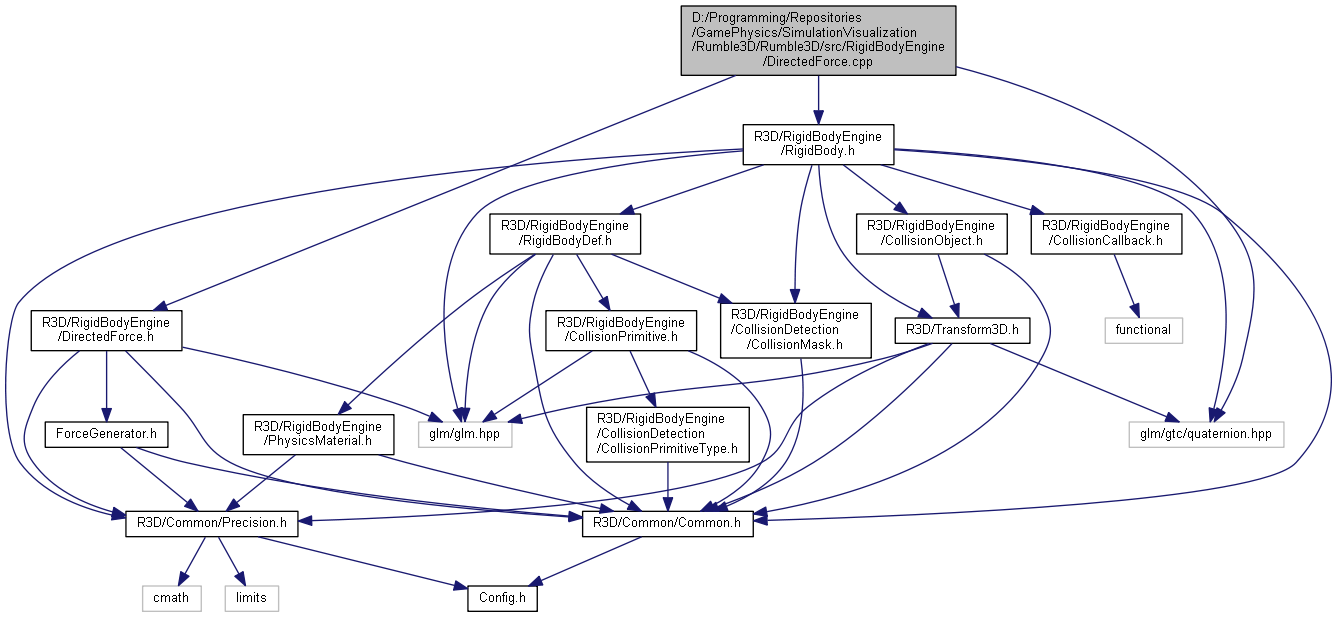 D:/Programming/Repositories
/GamePhysics/SimulationVisualization
/Rumble3D/Rumble3D/src/RigidBodyEngine
/DirectedForce.cpp
R3D/RigidBodyEngine
/RigidBody.h
R3D/RigidBodyEngine
/RigidBodyDef.h
R3D/RigidBodyEngine
/CollisionObject.h
R3D/RigidBodyEngine
/CollisionCallback.h
R3D/RigidBodyEngine
/DirectedForce.h
R3D/RigidBodyEngine
/CollisionPrimitive.h
R3D/RigidBodyEngine
/CollisionDetection
/CollisionMask.h
R3D/Transform3D.h
functional
ForceGenerator.h
R3D/RigidBodyEngine
/PhysicsMaterial.h
glm/glm.hpp
R3D/RigidBodyEngine
/CollisionDetection
/CollisionPrimitiveType.h
glm/gtc/quaternion.hpp
R3D/Common/Precision.h
R3D/Common/Common.h
cmath
limits
Config.h